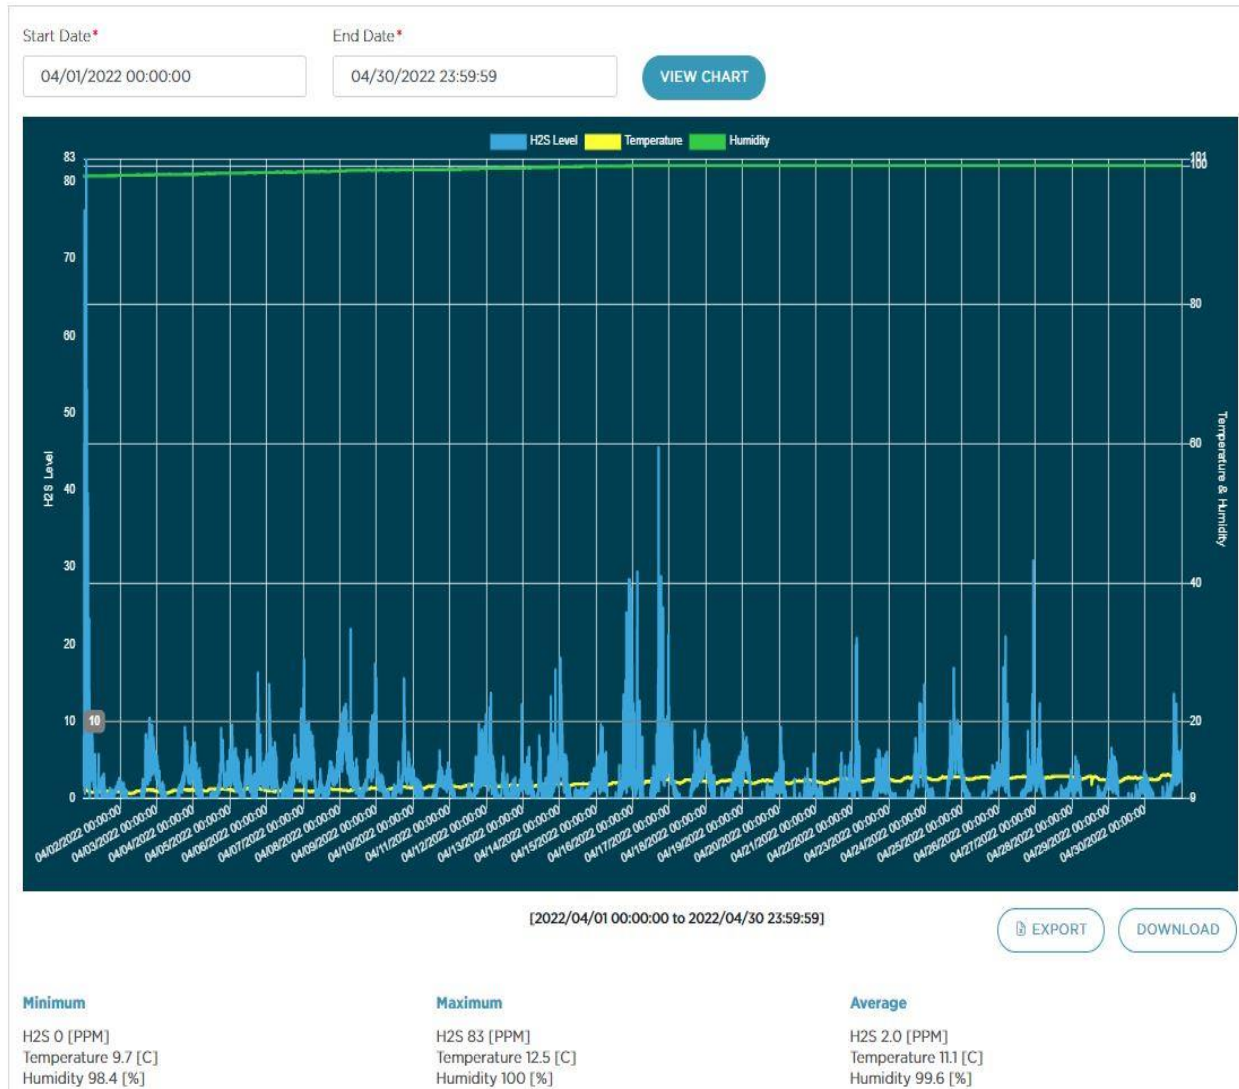 Start Date*
End Date*
04/01/2022 00:00:00
04/30/2022 23:59:59
VIEW CHART
H2S Level
Temperature
Humidity
83
80
70
60
50
40
30
20
10
0
10
H2S Level
101
100
80
60
40
20
Temperature & Humidity
04/02/2022 00:00:00
04/03/2022 00:00:00
04/04/2022 00:00:00
04/05/2022 00:00:00
04/06/2022 00:00:00
04/07/2022 00:00:00
04/08/2022 00:00:00
04/09/2022 00:00:00
04/10/2022 00:00:00
04/11/2022 00:00:00
04/12/2022 00:00:00
04/13/2022 00:00:00
04/14/2022 00:00:00
04/15/2022 00:00:00
04/16/2022 00:00:00
04/17/2022 00:00:00
04/18/2022 00:00:00
04/19/2022 00:00:00
04/20/2022 00:00:00
04/21/2022 00:00:00
04/22/2022 00:00:00
04/23/2022 00:00:00
04/24/2022 00:00:00
04/25/2022 00:00:00
04/26/2022 00:00:00
04/27/2022 00:00:00
04/28/2022 00:00:00
04/29/2022 00:00:00
04/30/2022 00:00:00
[2022/04/01 00:00:00 to 2022/04/30 23:59:59]
EXPORT
DOWNLOAD
Minimum
H2S 0 [PPM]
Temperature 9.7 [C]
Humidity 98.4 [%]
Maximum
H2S 83 [PPM]
Temperature 12.5 [C]
Humidity 100 [%]
Average
H2S 2.0 [PPM]
Temperature 11.1 [C]
Humidity 99.6 [%]